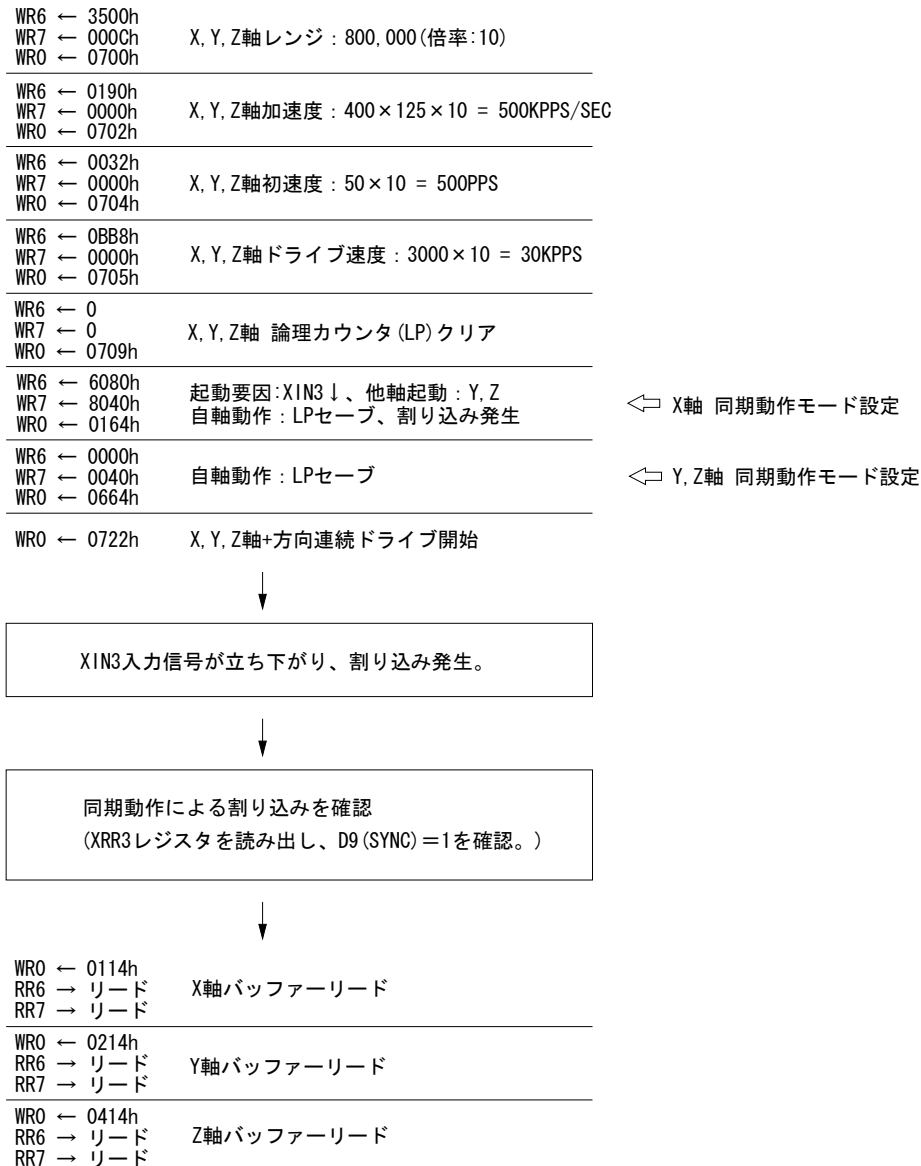 WR6 ← 3500h
WR7 ← 000Ch X,Y,Z軸レンジ：800,000(倍率:10)
WR0 ← 0700h
WR6 ← 0190h
WR7 ← 0000h X,Y,Z軸加速度：400×125×10 = 500KPPS/SEC
WR0 ← 0702h
WR6 ← 0032h
WR7 ← 0000h X,Y,Z軸初速度：50×10 = 500PPS
WR0 ← 0704h
WR6 ← 0BB8h
WR7 ← 0000h X,Y,Z軸ドライブ速度：3000×10 = 30KPPS
WR0 ← 0705h
WR6 ← 0
WR7 ← 0 X,Y,Z軸 論理カウンタ(LP)クリア
WR0 ← 0709h
WR6 ← 6080h 起動要因:XIN3↓、他軸起動：Y,Z
WR7 ← 8040h 自軸動作：LPセーブ、割り込み発生 ⇦ X軸 同期動作モード設定
WR0 ← 0164h
WR6 ← 0000h
WR7 ← 0040h 自軸動作：LPセーブ ⇦ Y,Z軸 同期動作モード設定
WR0 ← 0664h
WR0 ← 0722h X,Y,Z軸+方向連続ドライブ開始
XIN3入力信号が立ち下がり、割り込み発生。
同期動作による割り込みを確認
(XRR3レジスタを読み出し、D9(SYNC)＝1を確認。)
WR0 ← 0114h
RR6 → リード X軸バッファーリード
RR7 → リード
WR0 ← 0214h
RR6 → リード Y軸バッファーリード
RR7 → リード
WR0 ← 0414h
RR6 → リード Z軸バッファーリード
RR7 → リード